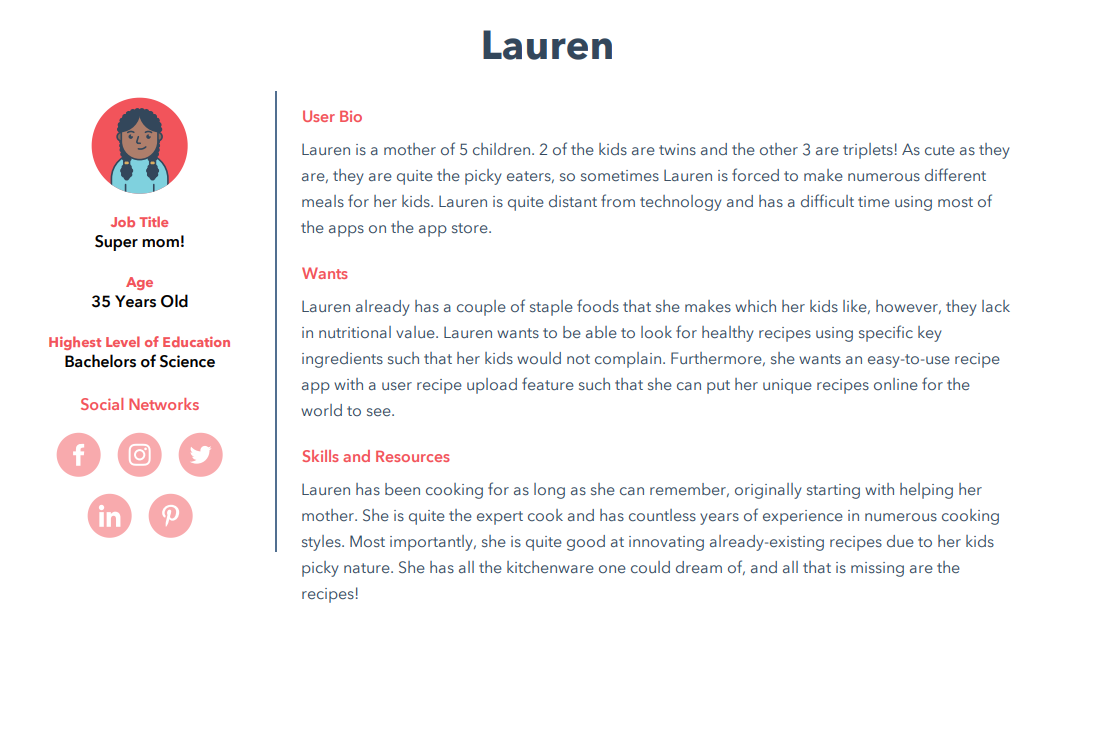 Lauren
Job Title
Super mom!
Age
35 Years Old
Highest Level of Education
Bachelors of Science
Social Networks
User Bio
Lauren is a mother of 5 children. 2 of the kids are twins and the other 3 are triplets! As cute as they
are, they are quite the picky eaters, so sometimes Lauren is forced to make numerous different
meals for her kids. Lauren is quite distant from technology and has a difficult time using most of
the apps on the app store.
Wants
Lauren already has a couple of staple foods that she makes which her kids like, however, they lack
in nutritional value. Lauren wants to be able to look for healthy recipes using specific key
ingredients such that her kids would not complain. Furthermore, she wants an easy-to-use recipe
app with a user recipe upload feature such that she can put her unique recipes online for the
world to see.
Skills and Resources
Lauren has been cooking for as long as she can remember, originally starting with helping her
mother. She is quite the expert cook and has countless years of experience in numerous cooking
styles. Most importantly, she is quite good at innovating already-existing recipes due to her kids
picky nature. She has all the kitchenware one could dream of, and all that is missing are the
recipes!